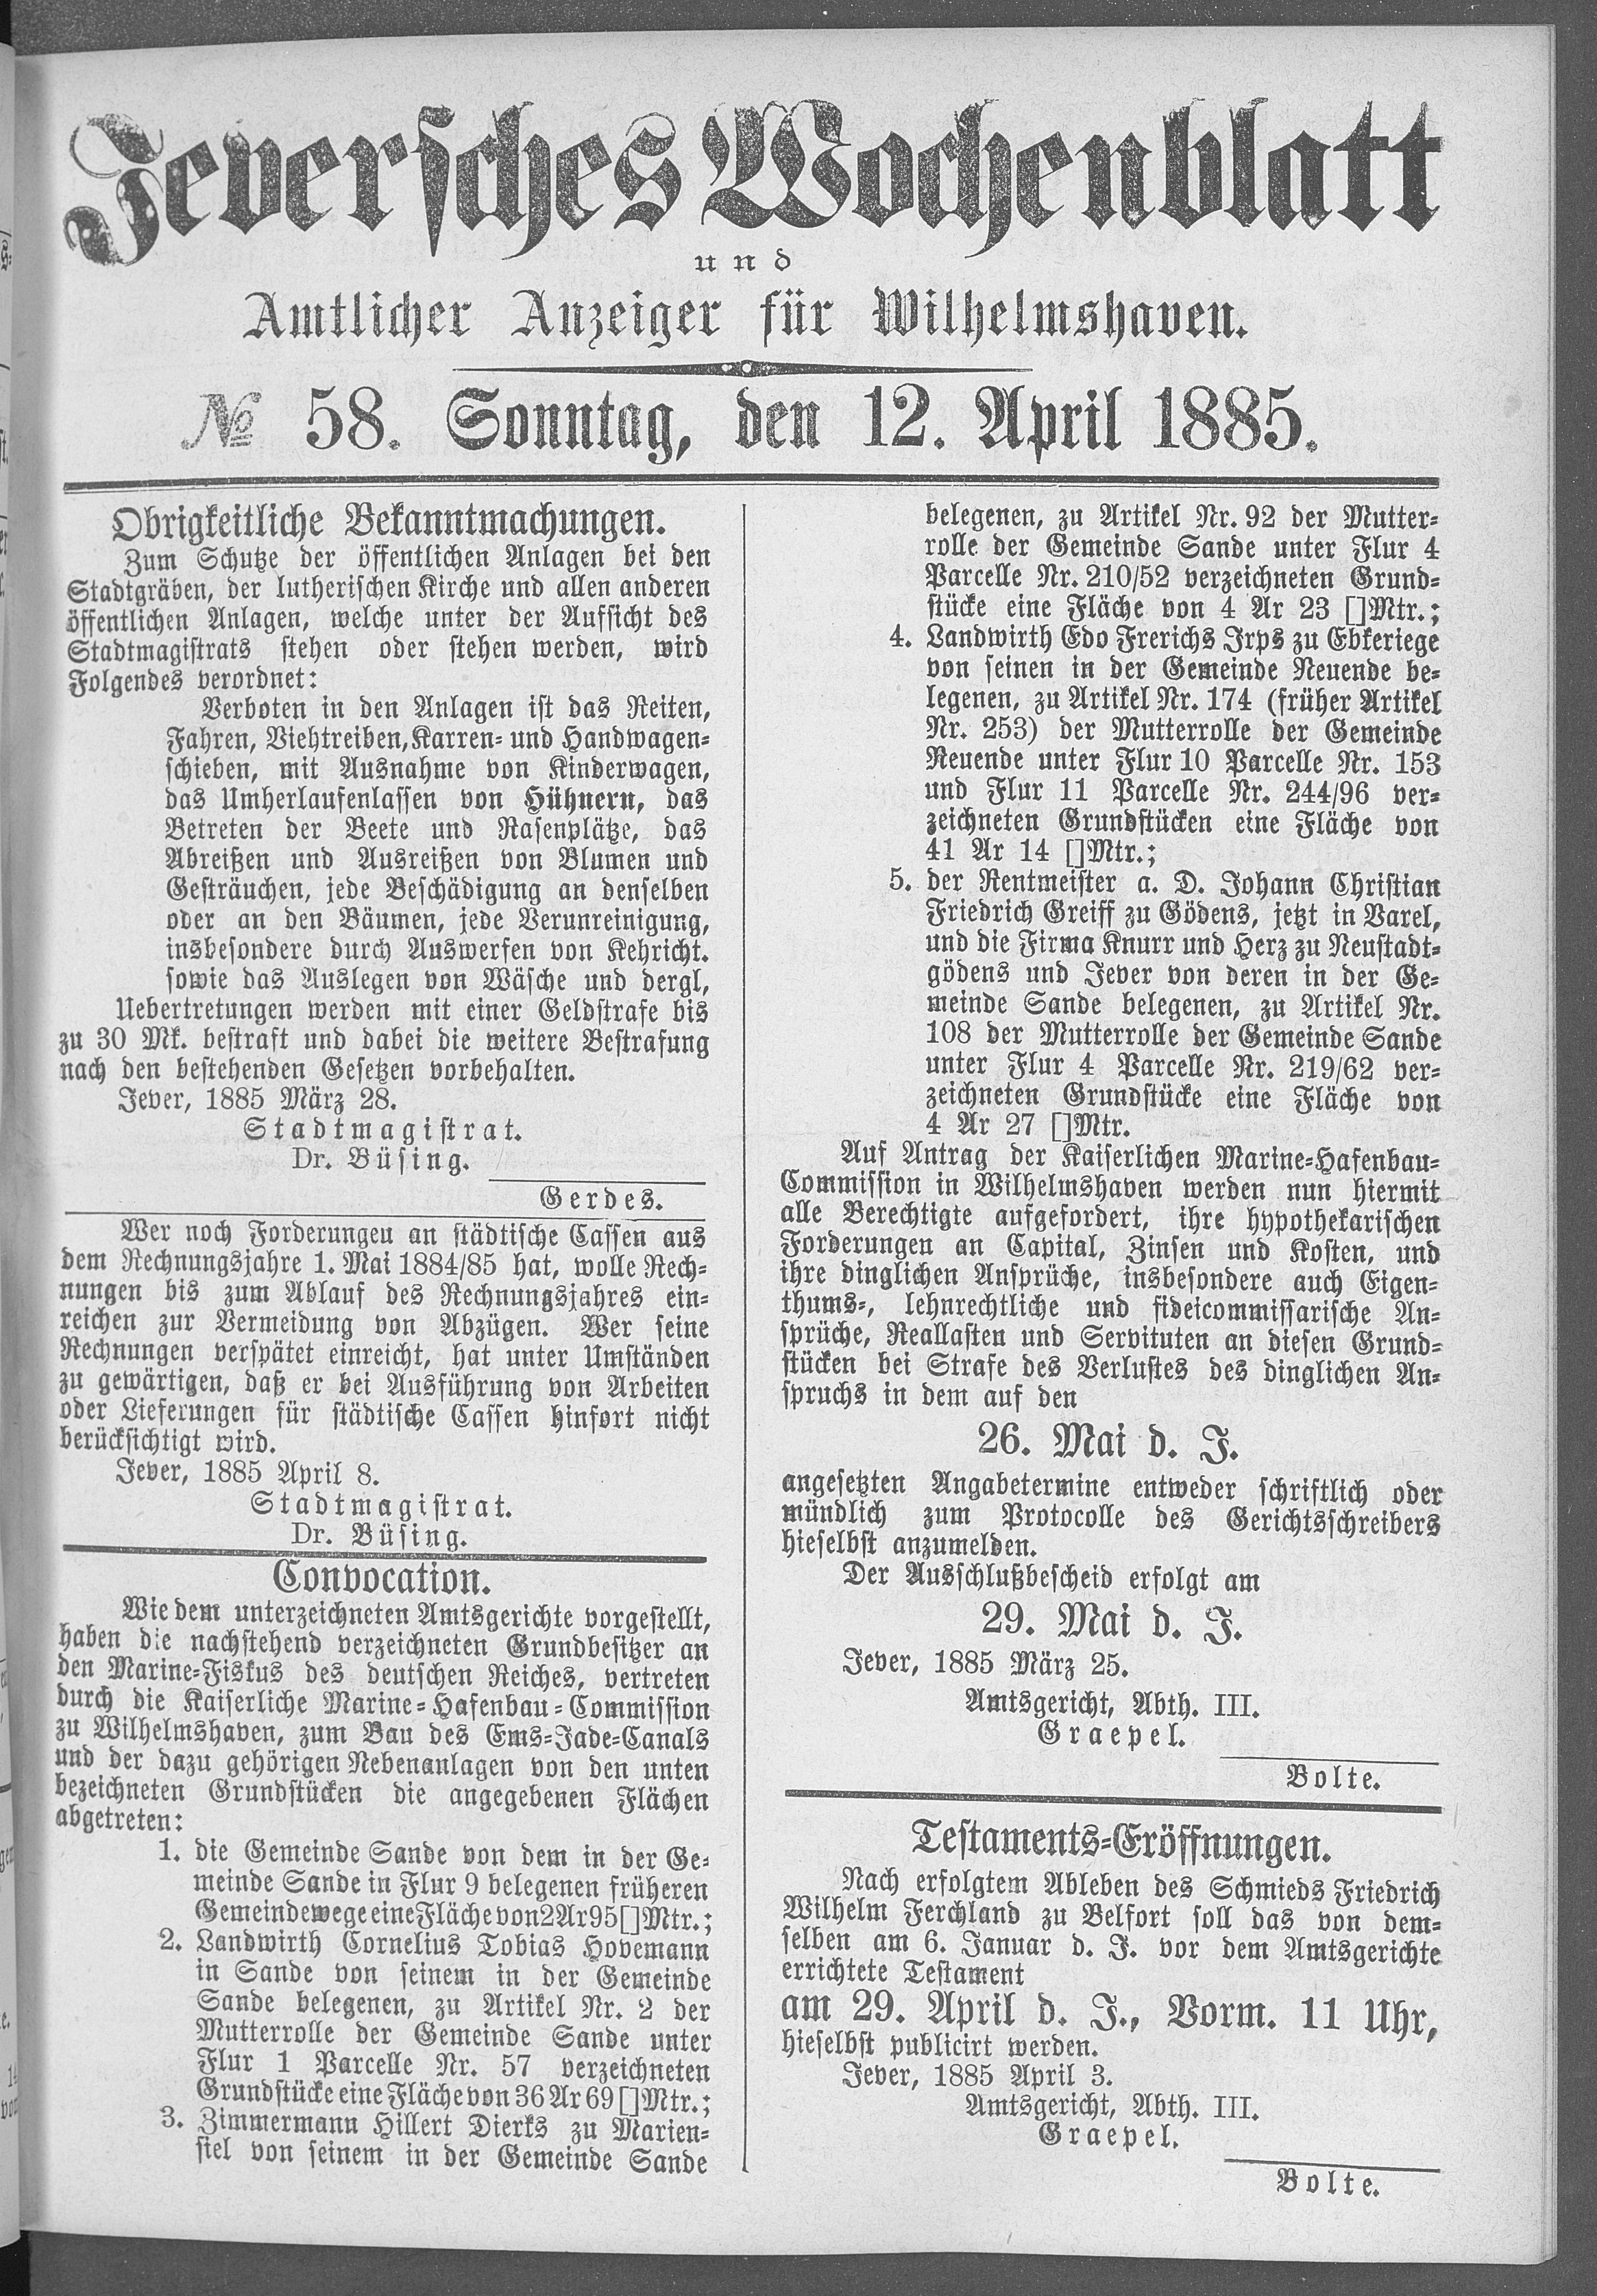 Jeversches Wochenblatt
und
Amtlicher Anzeiger für Wilhelmshaven.
№ 58. Sonntag, den 12. April 1885.
Obrigkeitliche Bekanntmachungen.
Zum Schutze der öffentlichen Anlagen bei den
Stadtgräben, der lutherischen Kirche und allen anderen
öffentlichen Anlagen, welche unter der Aufsicht des
Stadtmagistrats stehen oder stehen werden, wird
Folgendes verordnet:
Verboten in den Anlagen ist das Reiten,
Fahren, Viehtreiben, Karren- und Handwagen-
schieben, mit Ausnahme von Kinderwagen,
das Umherlaufenlassen von Hühnern, das
Betreten der Beete und Rasenplätze, das
Abreißen und Ausreißen von Blumen und
Gesträuchen, jede Beschädigung an denselben
oder an den Bäumen, jede Verunreinigung,
insbesondere durch Auswerfen von Kehricht.
sowie das Auslegen von Wäsche und dergl,
Uebertretungen werden mit einer Geldstrafe bis
zu 30 Mk. bestraft und dabei die weitere Bestrafung
nach den bestehenden Gesetzen vorbehalten.
Jever, 1885 März 28.
Stadtmagistrat.
Dr. Büsing.
Gerdes.
Wer noch Forderungen an städtische Cassen aus
dem Rechnungsjahre 1. Mai 1884/85 hat, wolle Rech-
nungen bis zum Ablauf des Rechnungsjahres ein-
reichen zur Vermeidung von Abzügen. Wer seine
Rechnungen verspätet einreicht, hat unter Umständen
zu gewärtigen, daß er bei Ausführung von Arbeiten
oder Lieferungen für städtische Cassen hinfort nicht
berücksichtigt wird.
Jever, 1885 April 8.
Stadtmagistrat.
Dr. Büsing.
Convocation.
Wie dem unterzeichneten Amtsgerichte vorgestellt,
haben die nachstehend verzeichneten Grundbesitzer an
den Marine-Fiskus des deutschen Reiches, vertreten
durch die Kaiserliche Marine-Hafenbau-Commission
zu Wilhelmshaven, zum Bau des Ems-Jade-Canals
und der dazu gehörigen Nebenanlagen von den unten
bezeichneten Grundstücken die angegebenen Flächen
abgetreten:
1. die Gemeinde Sande von dem in der Ge-
meinde Sande in Flur 9 belegenen früheren
Gemeindewege eine Fläche von 2 Ar 95 []Mtr.;
2. Landwirth Cornelius Tobias Hovemann
in Sande von seinem in der Gemeinde
Sande belegenen, zu Artikel Nr. 2 der
Mutterrolle der Gemeinde Sande unter
Flur 1 Parcelle Nr. 57 verzeichneten
Grundstücke eine Fläche von 36 Ar 69 []Mtr.;
3. Zimmermann Hillert Dierks zu Marien-
siel von seinem in der Gemeinde Sande
belegenen, zu Artikel Nr. 92 der Mutter-
rolle der Gemeinde Sande unter Flur 4
Parcelle Nr. 210/52 verzeichneten Grund-
stücke eine Fläche von 4 Ar 23 []Mtr.;
4. Landwirth Edo Frerichs Irps zu Ebkeriege
von seinen in der Gemeinde Neuende be-
legenen, zu Artikel Nr. 174 (früher Artikel
Nr. 253) der Mutterrolle der Gemeinde
Neuende unter Flur 10 Parcelle Nr. 153
und Flur 11 Parcelle Nr. 244/96 ver-
zeichneten Grundstücken eine Fläche von
41 Ar 14 []Mtr.;
5. der Rentmeister a. D. Johann Christian
Friedrich Greiff zu Gödens, jetzt in Varel,
und die Firma Knurr und Herz zu Neustadt-
gödens und Jever von deren in der Ge-
meinde Sande belegenen, zu Artikel Nr.
108 der Mutterrolle der Gemeinde Sande
unter Flur 4 Parcelle Nr. 219/62 ver-
zeichneten Grundstücke eine Fläche von
4 Ar 27 []Mtr.
Auf Antrag der Kaiserlichen Marine-Hafenbau-
Commission in Wilhelmshaven werden nun hiermit
alle Berechtigte aufgefordert, ihre hypothekarischen
Forderungen an Capital, Zinsen und Kosten, und
ihre dinglichen Ansprüche, insbesondere auch Eigen-
thums-, lehnrechtliche und fideicommissarische An-
sprüche, Reallasten und Servituten an diesen Grund-
stücken bei Strafe des Verlustes des dinglichen An-
spruchs in dem auf den
26. Mai d. J.
angesetzten Angabetermine entweder schriftlich oder
mündlich zum Protocolle des Gerichtsschreibers
hieselbst anzumelden.
Der Ausschlußbescheid erfolgt am
29. Mai d. J.
Jever, 1885 März 25.
Amtsgericht, Abth. III.
Graepel.
Bolte.
Testaments-Eröffnungen.
Nach erfolgtem Ableben des Schmieds Friedrich
Wilhelm Ferchland zu Belfort soll das von dem-
selben am 6. Januar d. J. vor dem Amtsgerichte
errichtete Testament
am 29. April d. J., Vorm. 11 Uhr,
hieselbst publicirt werden.
Jever, 1885 April 3.
Amtsgericht, Abth. III.
Graepel.
Bolte.